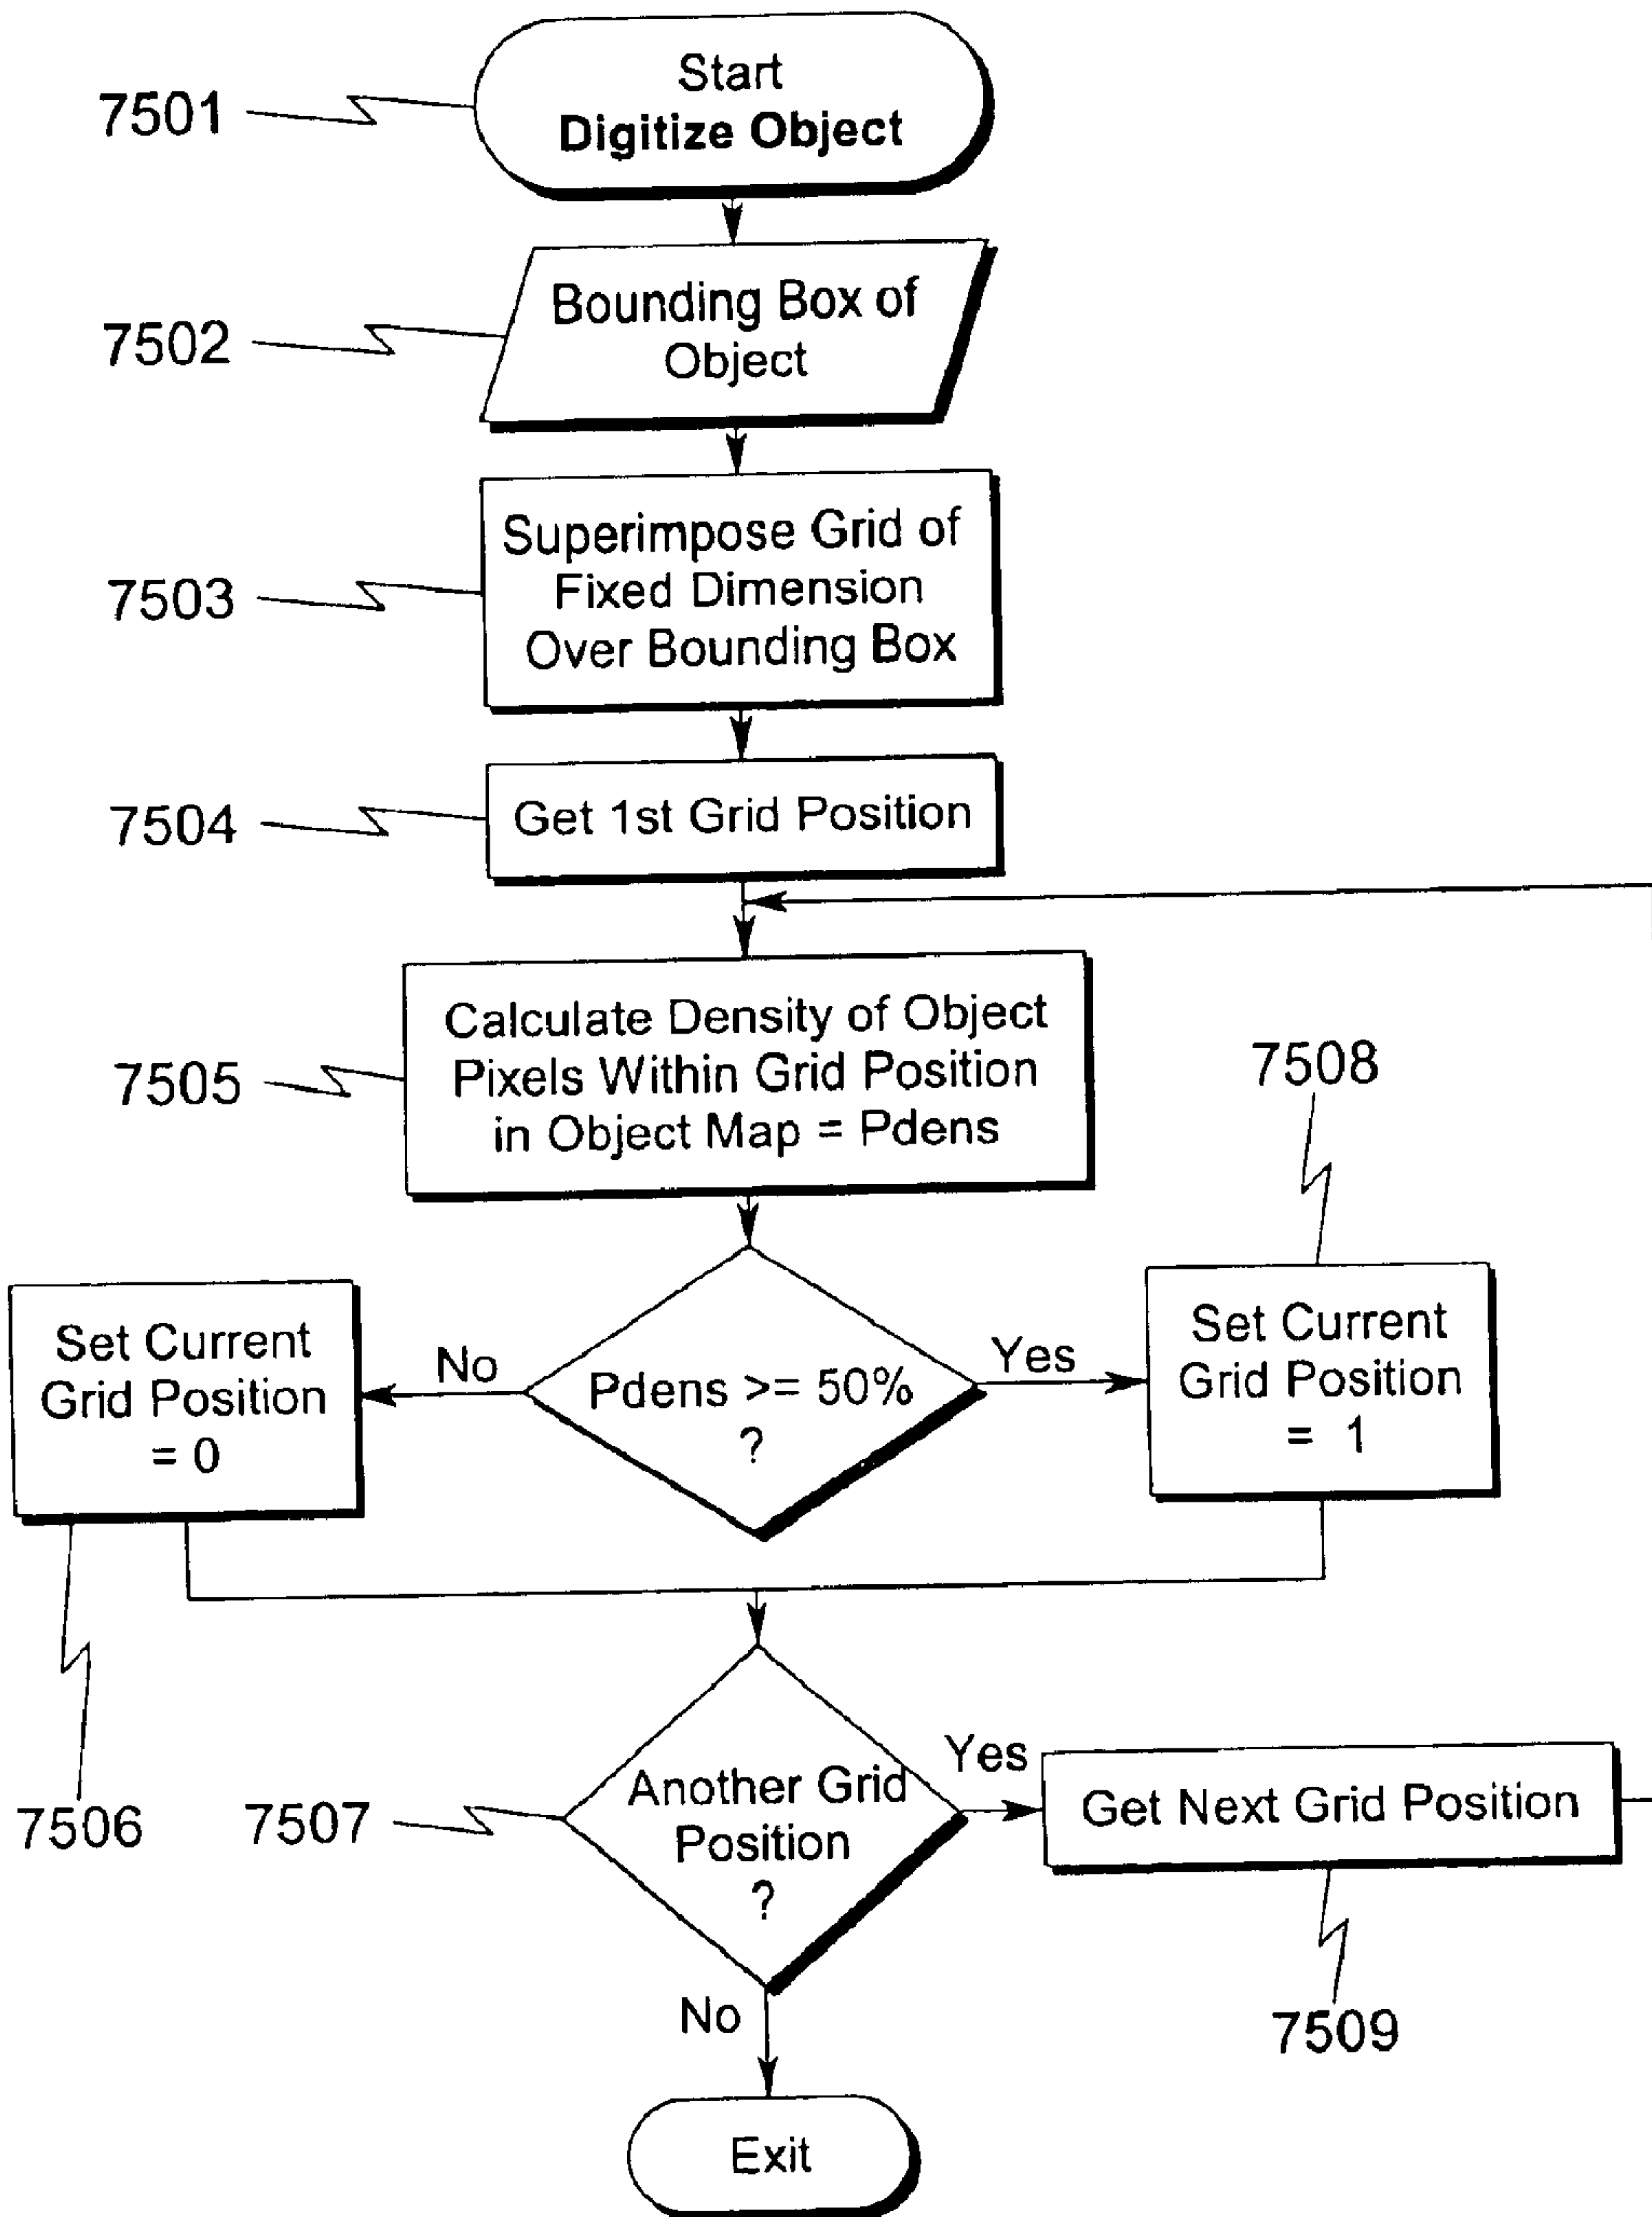 Start
Digitize Object
7501
Bounding Box of
Object
7502
Superimpose Grid of
Fixed Dimension
Over Bounding Box
7503
Get 1st Grid Position
7504
Calculate Density of Object
Pixels Within Grid Position
in Object Map = Pdens
7505
7508
Set Current
Grid Position
= 0
No
Pdens >= 50%
?
Yes
Set Current
Grid Position
= 1
7506
7507
Another Grid
Position
?
Yes
Get Next Grid Position
7509
No
Exit